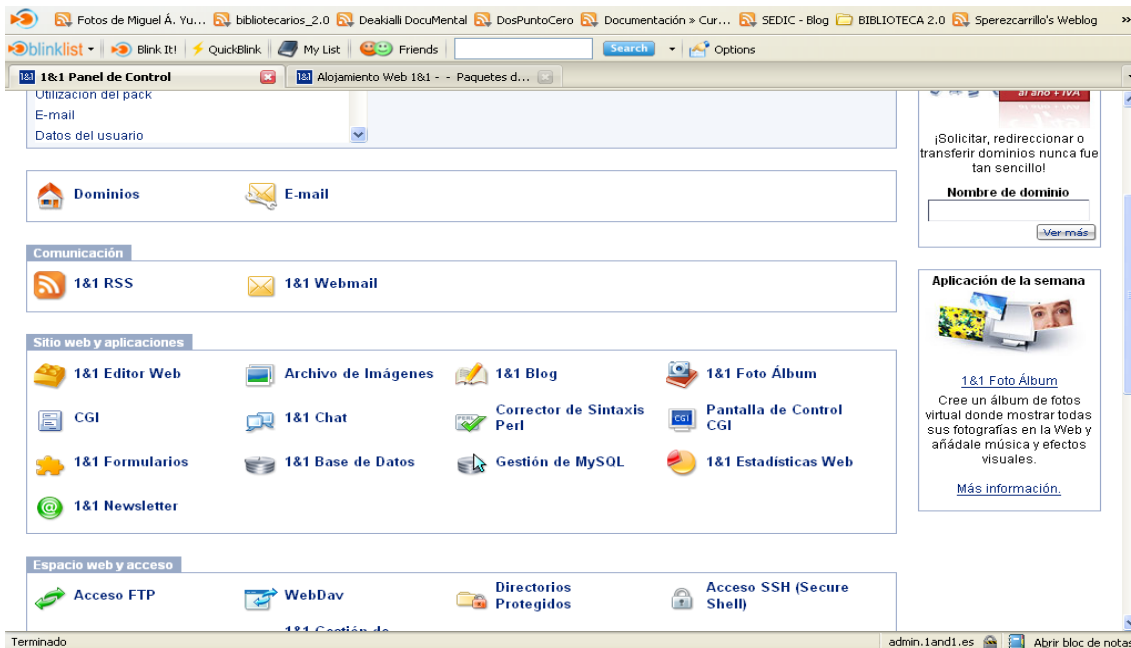 Fotos de Miguel Á. Yu... bibliotecarios_2.0 Deakialli DocuMental DosPuntoCero Documentación » Cur... SEDIC - Blog BIBLIOTECA 2.0 Sperezcarrillo's Weblog »
blinklist Blink It! QuickBlink My List Friends Search Options
1&1 Panel de Control Alojamiento Web 1&1 - - Paquetes d...
Utilización del pack
E-mail
Datos del usuario
al año + IVA
¡Solicitar, redireccionar o
transferir dominios nunca fue
tan sencillo!
Nombre de dominio
Ver más
Dominios E-mail
Comunicación
1&1 RSS 1&1 Webmail
Sitio web y aplicaciones
1&1 Editor Web Archivo de Imágenes 1&1 Blog 1&1 Foto Álbum
CGI 1&1 Chat Corrector de Sintaxis
Perl Pantalla de Control
CGI
1&1 Formularios 1&1 Base de Datos Gestión de MySQL 1&1 Estadísticas Web
1&1 Newsletter
Aplicación de la semana
1&1 Foto Álbum
Cree un álbum de fotos
virtual donde mostrar todas
sus fotografías en la Web y
añádale música y efectos
visuales.
Más información.
Espacio web y acceso
Acceso FTP WebDav Directorios
Protegidos Acceso SSH (Secure
Shell)
1&1 Gestión de
Terminado admin.1and1.es Abrir bloc de notas